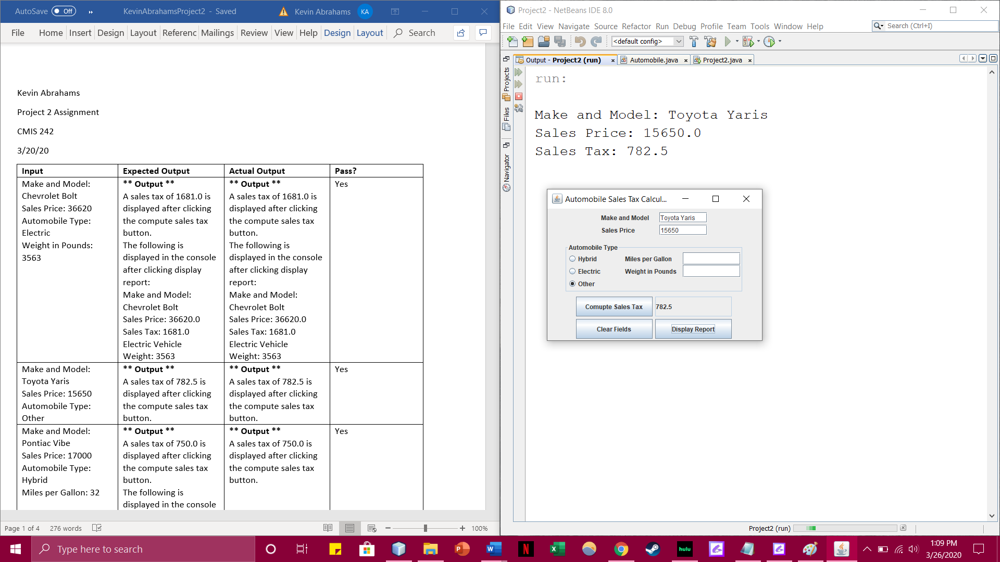 AutoSave Off KevinAbrahamsProject2 - Saved Kevin Abrahams KA
File Home Insert Design Layout Referenc Mailings Review View Help Design Layout Search
Kevin Abrahams
Project 2 Assignment
CMIS 242
3/20/20
Input Expected Output Actual Output Pass?
Make and Model:
Chevrolet Bolt
Sales Price: 36620
Automobile Type:
Electric
Weight in Pounds:
3563
** Output **
A sales tax of 1681.0 is
displayed after clicking
the compute sales tax
button.
The following is
displayed in the console
after clicking display
report:
Make and Model:
Chevrolet Bolt
Sales Price: 36620.0
Sales Tax: 1681.0
Electric Vehicle
Weight: 3563
** Output **
A sales tax of 1681.0 is
displayed after clicking
the compute sales tax
button.
The following is
displayed in the console
after clicking display
report:
Make and Model:
Chevrolet Bolt
Sales Price: 36620.0
Sales Tax: 1681.0
Electric Vehicle
Weight: 3563
Yes
Make and Model:
Toyota Yaris
Sales Price: 15650
Automobile Type:
Other
** Output **
A sales tax of 782.5 is
displayed after clicking
the compute sales tax
button.
** Output **
A sales tax of 782.5 is
displayed after clicking
the compute sales tax
button.
Yes
Make and Model:
Pontiac Vibe
Sales Price: 17000
Automobile Type:
Hybrid
Miles per Gallon: 32
** Output **
A sales tax of 750.0 is
displayed after clicking
the compute sales tax
button.
The following is
displayed in the console
** Output **
A sales tax of 750.0 is
displayed after clicking
the compute sales tax
button.
Yes
Page 1 of 4 276 words 100%
Project2 - NetBeans IDE 8.0
File Edit View Navigate Source Refactor Run Debug Profile Team Tools Window Help Search (Ctrl+I)
<default config>
Output - Project2 (run) Automobile.java Project2.java
Projects
Files
Navigator
run:
Make and Model: Toyota Yaris
Sales Price: 15650.0
Sales Tax: 782.5
Automobile Sales Tax Calcul...
Make and Model Toyota Yaris
Sales Price 15650
Automobile Type
Hybrid Miles per Gallon
Electric Weight in Pounds
Other
Comupte Sales Tax 782.5
Clear Fields Display Report
Project2 (run)
Type here to search
hulu
1:09 PM
3/26/2020